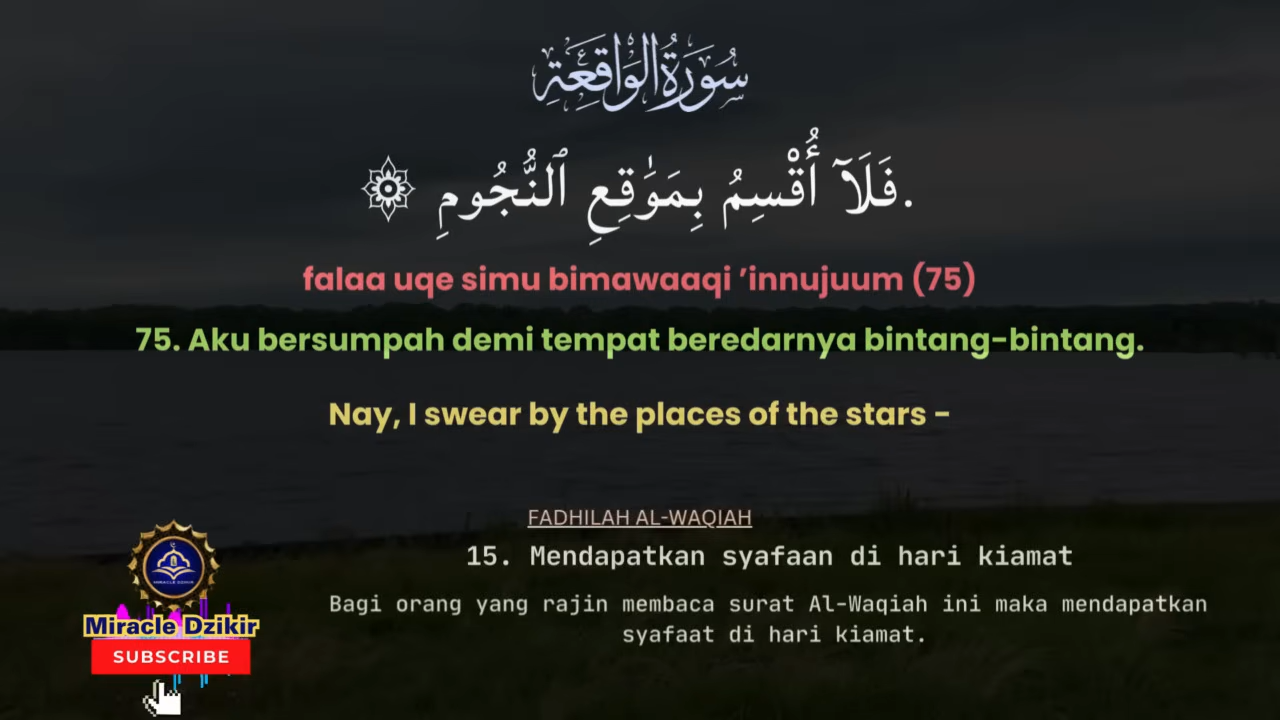 سُورَةُ الوَاقِعَةِ
فَلَآ أُقْسِمُ بِمَوَٰقِعِ ٱلنُّجُومِ.
falaa uqe simu bimawaaqi ’innujuum (75)
75. Aku bersumpah demi tempat beredarnya bintang-bintang.
Nay, I swear by the places of the stars -
FADHILAH AL-WAQIAH
15. Mendapatkan syafaan di hari kiamat
Bagi orang yang rajin membaca surat Al-Waqiah ini maka mendapatkan
syafaat di hari kiamat.
MIRACLE DZIKIR
Miracle Dzikir
SUBSCRIBE